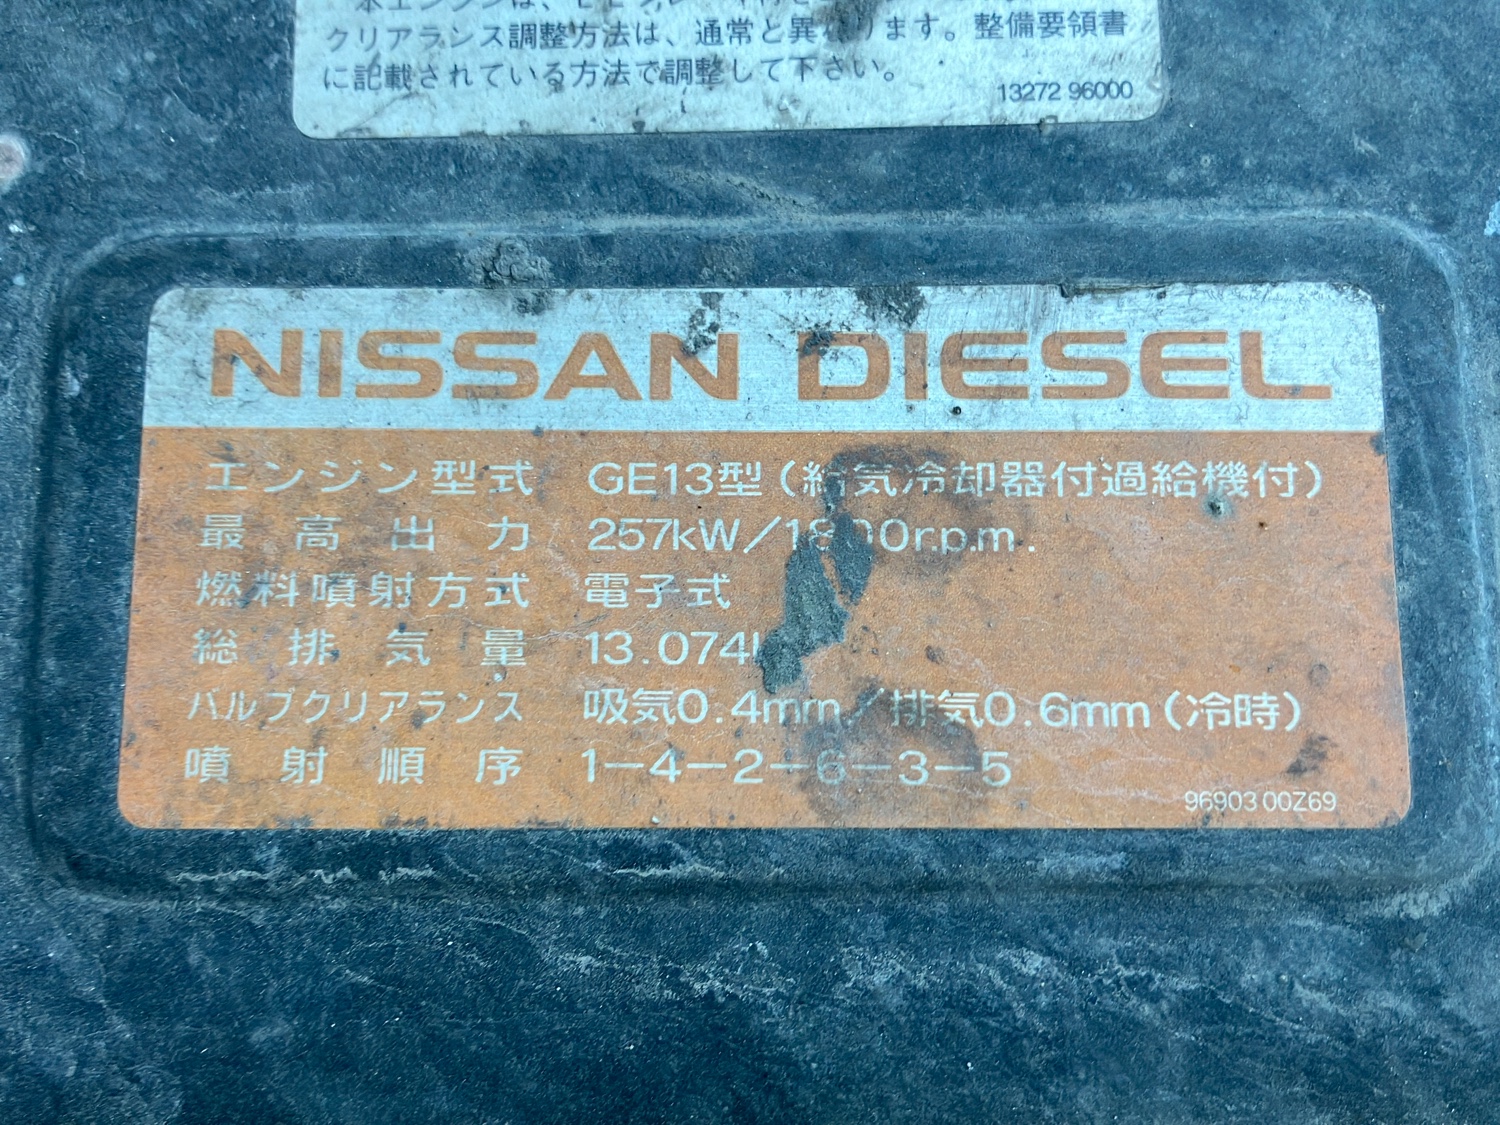 クリアランス調整方法は、通常と異なります。整備要領書
に記載されている方法で調整して下さい。
13272 96000
NISSAN DIESEL
エンジン型式 GE13型(給気冷却器付過給機付)
最高出力 257kW/1800r.p.m.
燃料噴射方式 電子式
総排気量 13.074L
バルブクリアランス 吸気0.4mm/排気0.6mm(冷時)
噴射順序 1-4-2-6-3-5
96903 00Z69